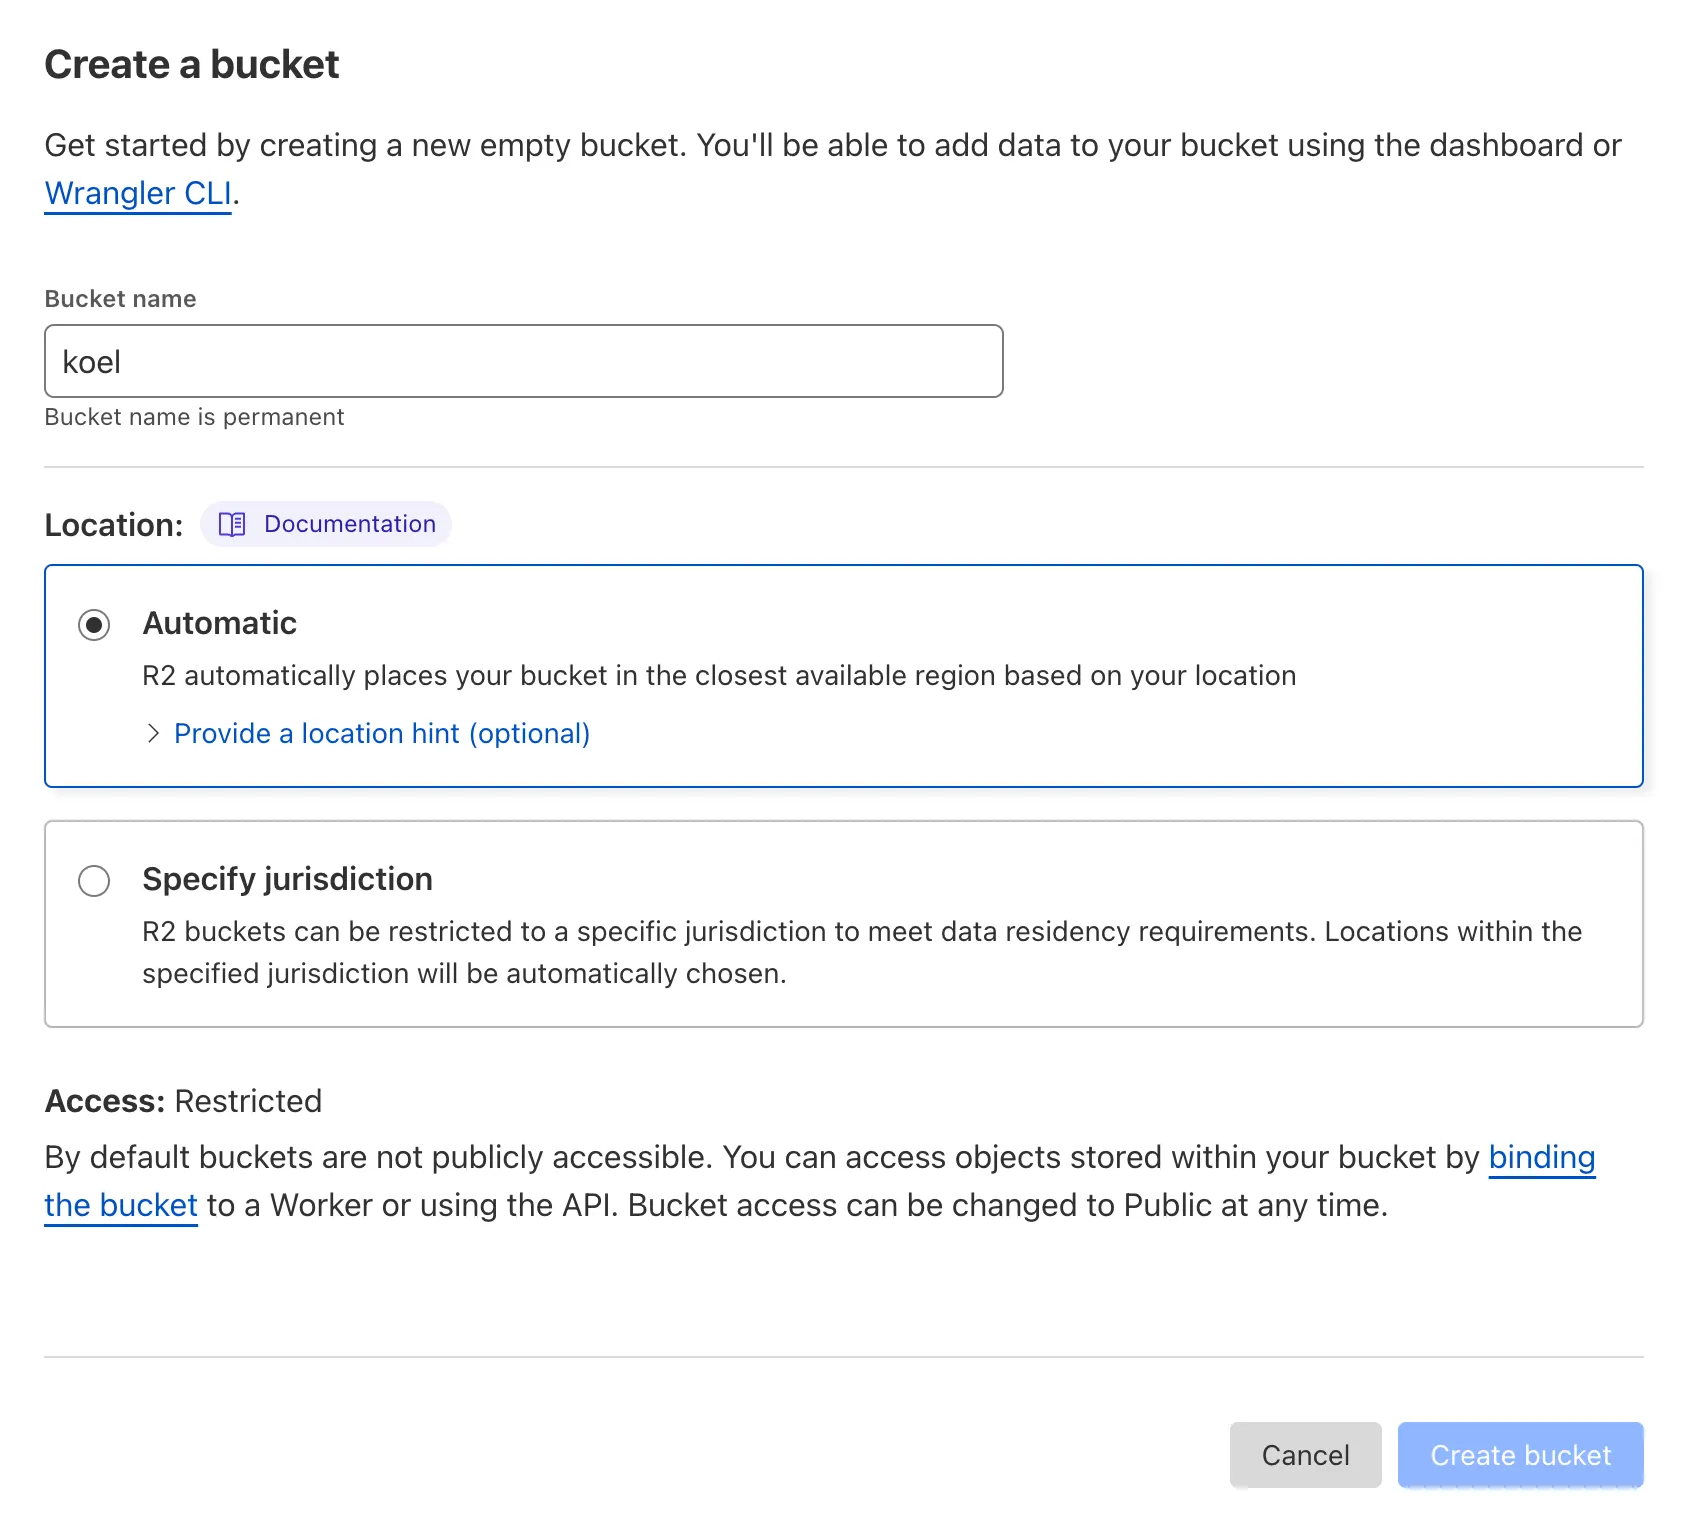 Create a bucket
Get started by creating a new empty bucket. You'll be able to add data to your bucket using the dashboard or
Wrangler CLI.
Bucket name
koel
Bucket name is permanent
Location: Documentation
Automatic
R2 automatically places your bucket in the closest available region based on your location
Provide a location hint (optional)
Specify jurisdiction
R2 buckets can be restricted to a specific jurisdiction to meet data residency requirements. Locations within the
specified jurisdiction will be automatically chosen.
Access: Restricted
By default buckets are not publicly accessible. You can access objects stored within your bucket by binding
the bucket to a Worker or using the API. Bucket access can be changed to Public at any time.
Cancel Create bucket